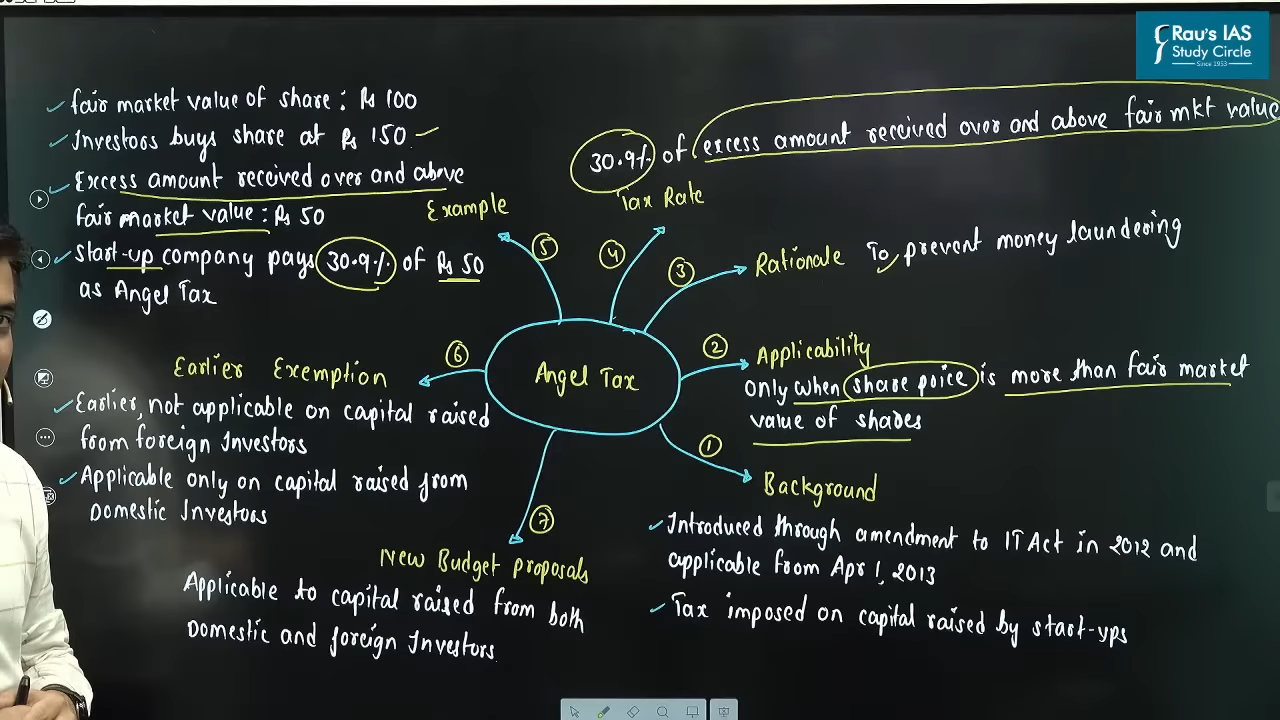 Rau's IAS
Study Circle
Since 1953
fair market value of share : Rs 100
Investors buys share at Rs 150
Excess amount received over and above
fair market value : Rs 50
start-up company pays 30.9% of Rs 50
as Angel Tax
Example
5
30.9% of excess amount received over and above fair mkt value
Tax Rate
4
3
Rationale To prevent money laundering
Angel Tax
2
Applicability
only when share price is more than fair market
value of shares
1
Background
Introduced through amendment to IT Act in 2012 and
applicable from Apr 1, 2013
Tax imposed on capital raised by start-ups
6
Earlier Exemption
Earlier, not applicable on capital raised
from foreign Investors
Applicable only on capital raised from
Domestic Investors
7
New Budget proposals
Applicable to capital raised from both
Domestic and foreign Investors